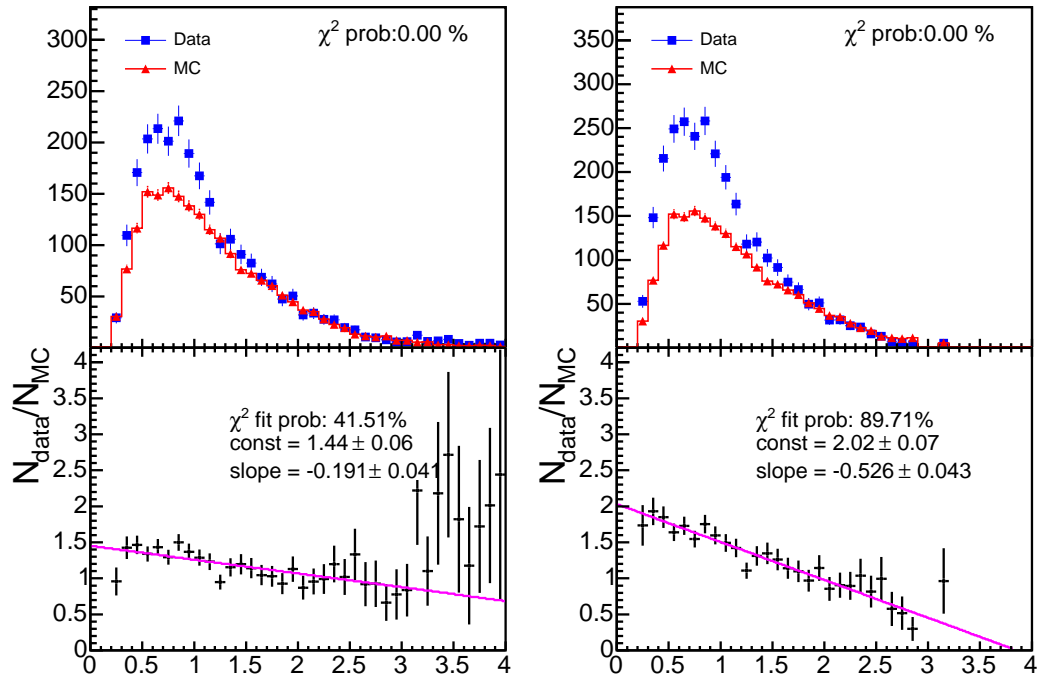 300
250
200
150
100
50
Data
MC
χ² prob:0.00 %
350
300
250
200
150
100
50
Data
MC
χ² prob:0.00 %
N_data/N_MC
4
3.5
3
2.5
2
1.5
1
0.5
0
χ² fit prob: 41.51%
const = 1.44 ± 0.06
slope = -0.191 ± 0.041
0 0.5 1 1.5 2 2.5 3 3.5 4
N_data/N_MC
4
3.5
3
2.5
2
1.5
1
0.5
0
χ² fit prob: 89.71%
const = 2.02 ± 0.07
slope = -0.526 ± 0.043
0 0.5 1 1.5 2 2.5 3 3.5 4